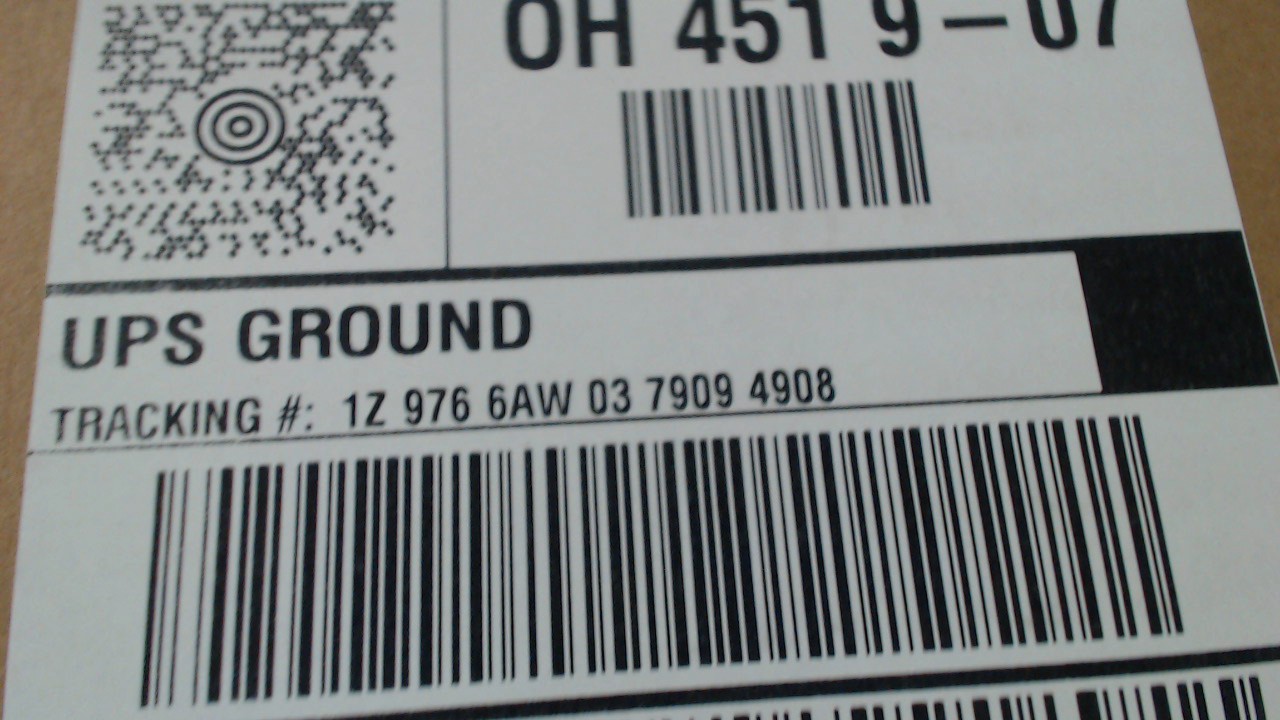 OH 451 9-07
UPS GROUND
TRACKING #: 1Z 976 6AW 03 7909 4908